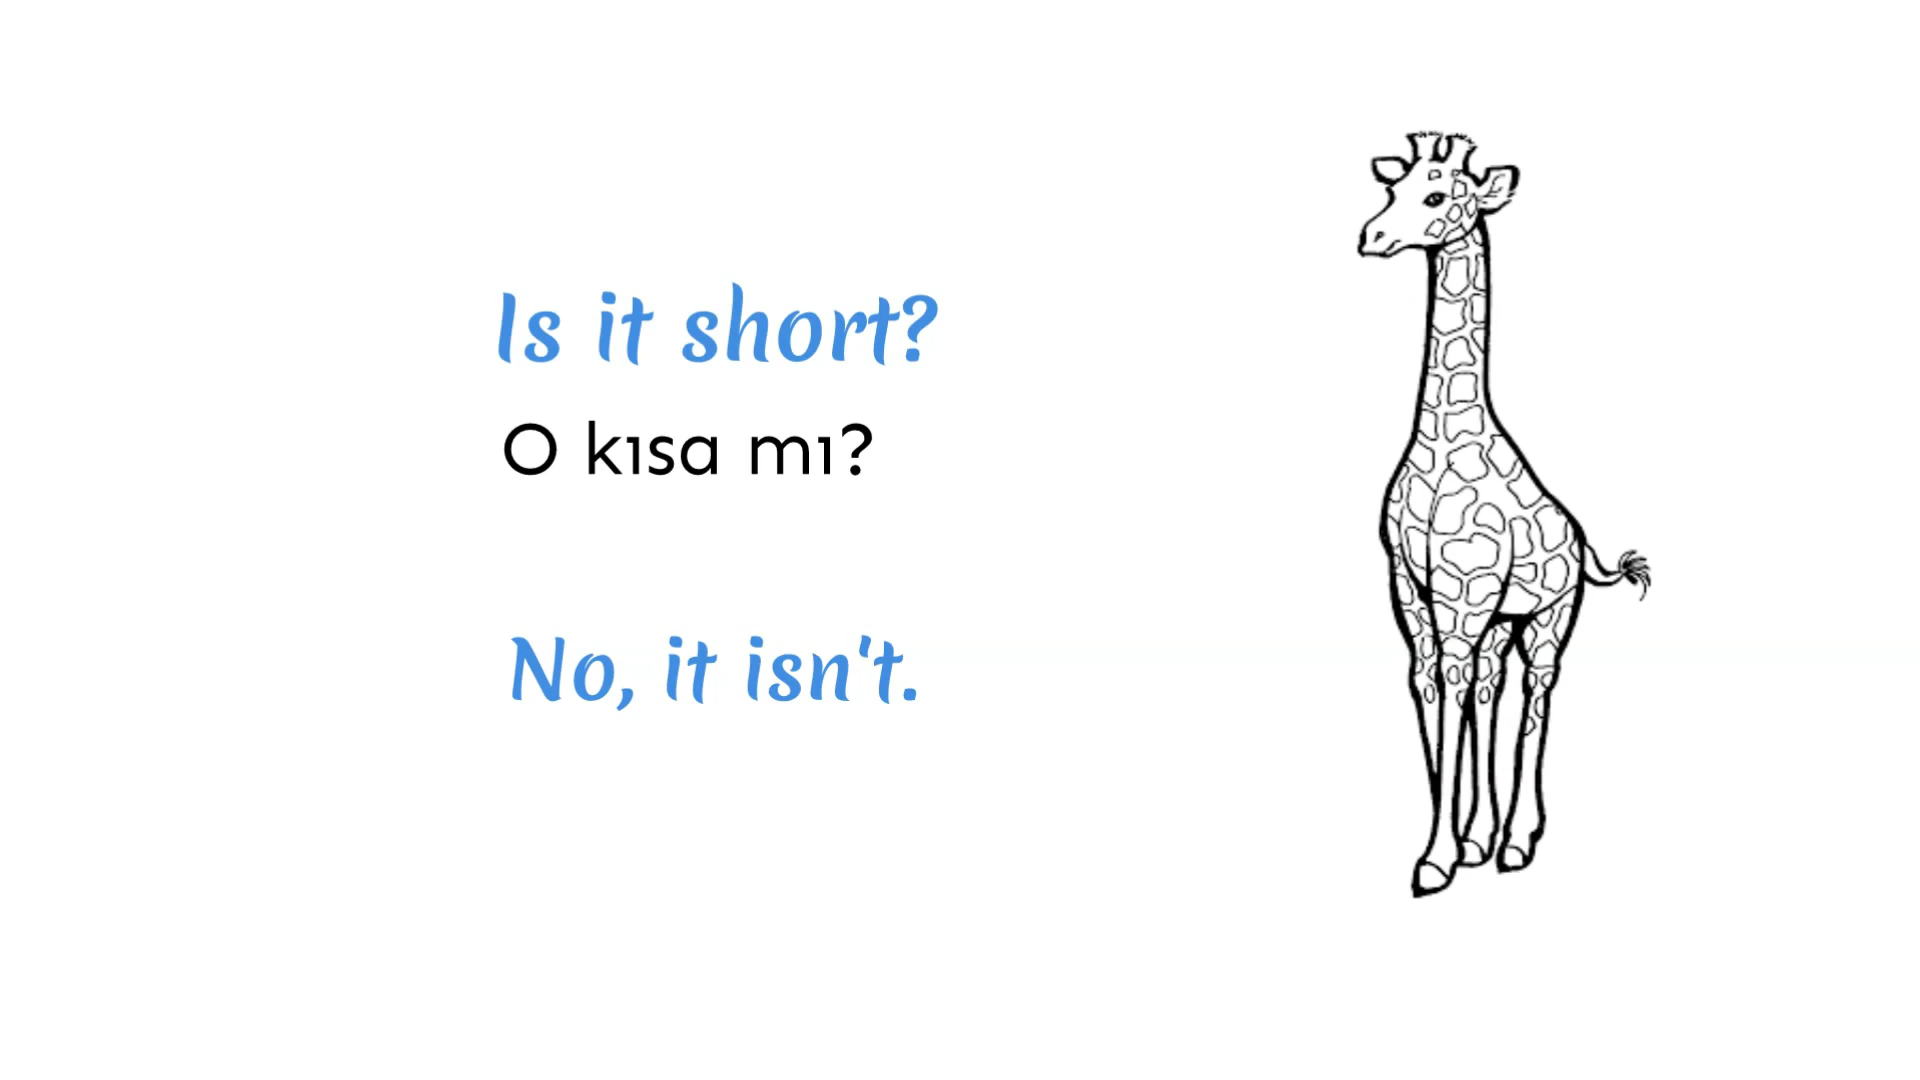 Is it short?
O kısa mı?
No, it isn't.